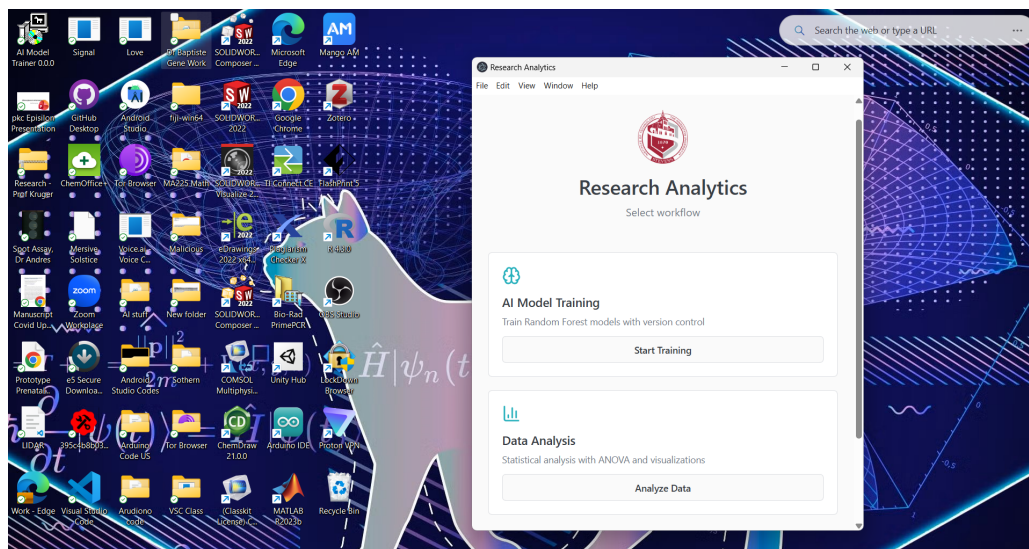 AI Model
Trainer 0.0.0
Signal
Love
Dr Baptiste
Gene Work
SOLIDWOR...
Composer ...
Microsoft
Edge
Mango AM
pkc Episilon
Presentation
GitHub
Desktop
Android
Studio
fiji-win64
SOLIDWOR...
2022
Google
Chrome
Zotero
Research -
Prof Kruger
ChemOffice+
Tor Browser
MA225 Math
SOLIDWOR...
Visualize 2...
TI Connect CE
FlashPrint 5
Spot Assay,
Dr Andres
Mersive
Solstice
Voice.ai
Voice C...
Malicious
eDrawings
2022 x64...
Plagiarism
Checker X
R 4.3.0
Manuscript
Covid Up...
zoom
Zoom
Workplace
AI stuff
New folder
SOLIDWOR...
Composer ...
Bio-Rad
PrimePCR
OBS Studio
Prototype
Prenatal...
e5 Secure
Downloa...
Android
Studio Codes
Sothern
COMSOL
Multiphysi...
Unity Hub
LockDown
Browser
LIDAR
395c4b8b03...
Arduino
Code US
Tor Browser
ChemDraw
21.0.0
Arduino IDE
Proton VPN
Work - Edge
Visual Studio
Code
Arudiono
code
VSC Class
(Classkit
License) C...
MATLAB
R2023b
Recycle Bin
Search the web or type a URL
Research Analytics
File Edit View Window Help
Research Analytics
Select workflow
AI Model Training
Train Random Forest models with version control
Start Training
Data Analysis
Statistical analysis with ANOVA and visualizations
Analyze Data